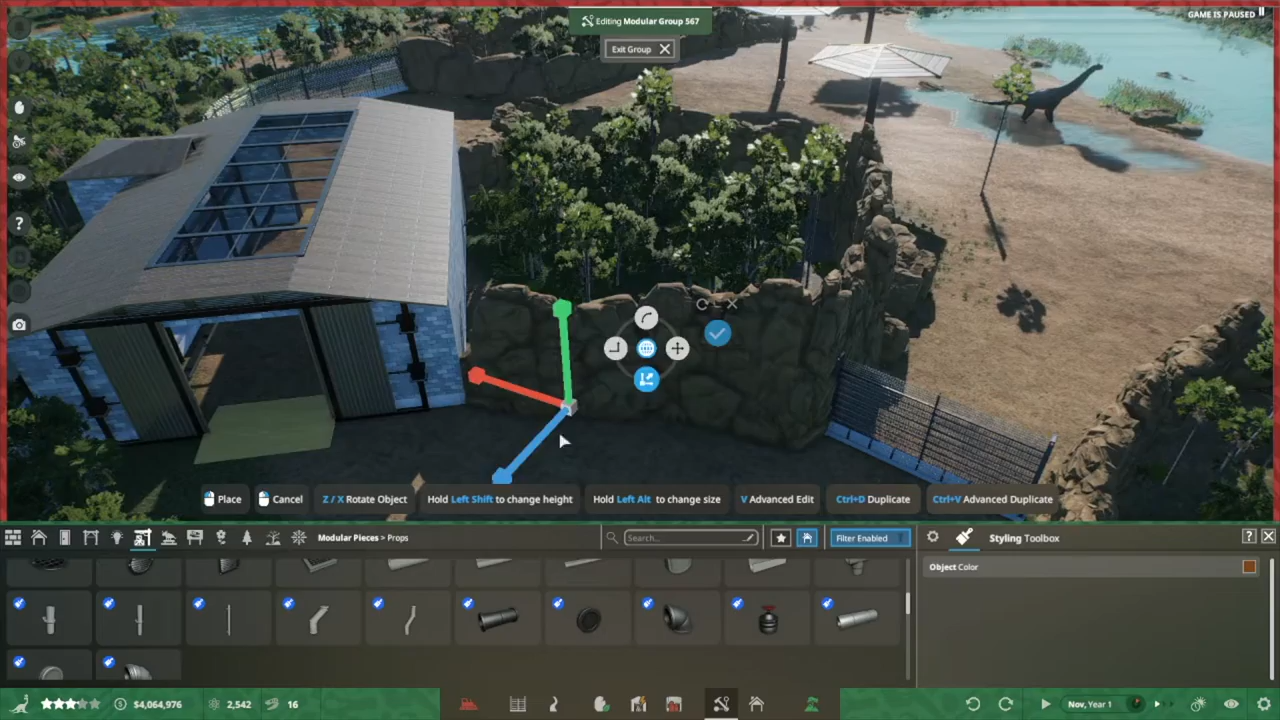 Editing Modular Group 567
GAME IS PAUSED
Exit Group
Place
Cancel
Z / X Rotate Object
Hold Left Shift to change height
Hold Left Alt to change size
V Advanced Edit
Ctrl+D Duplicate
Ctrl+V Advanced Duplicate
Modular Pieces > Props
Search...
Filter Enabled
Styling Toolbox
?
Object Color
$4,064,976
2,542
16
Nov, Year 1